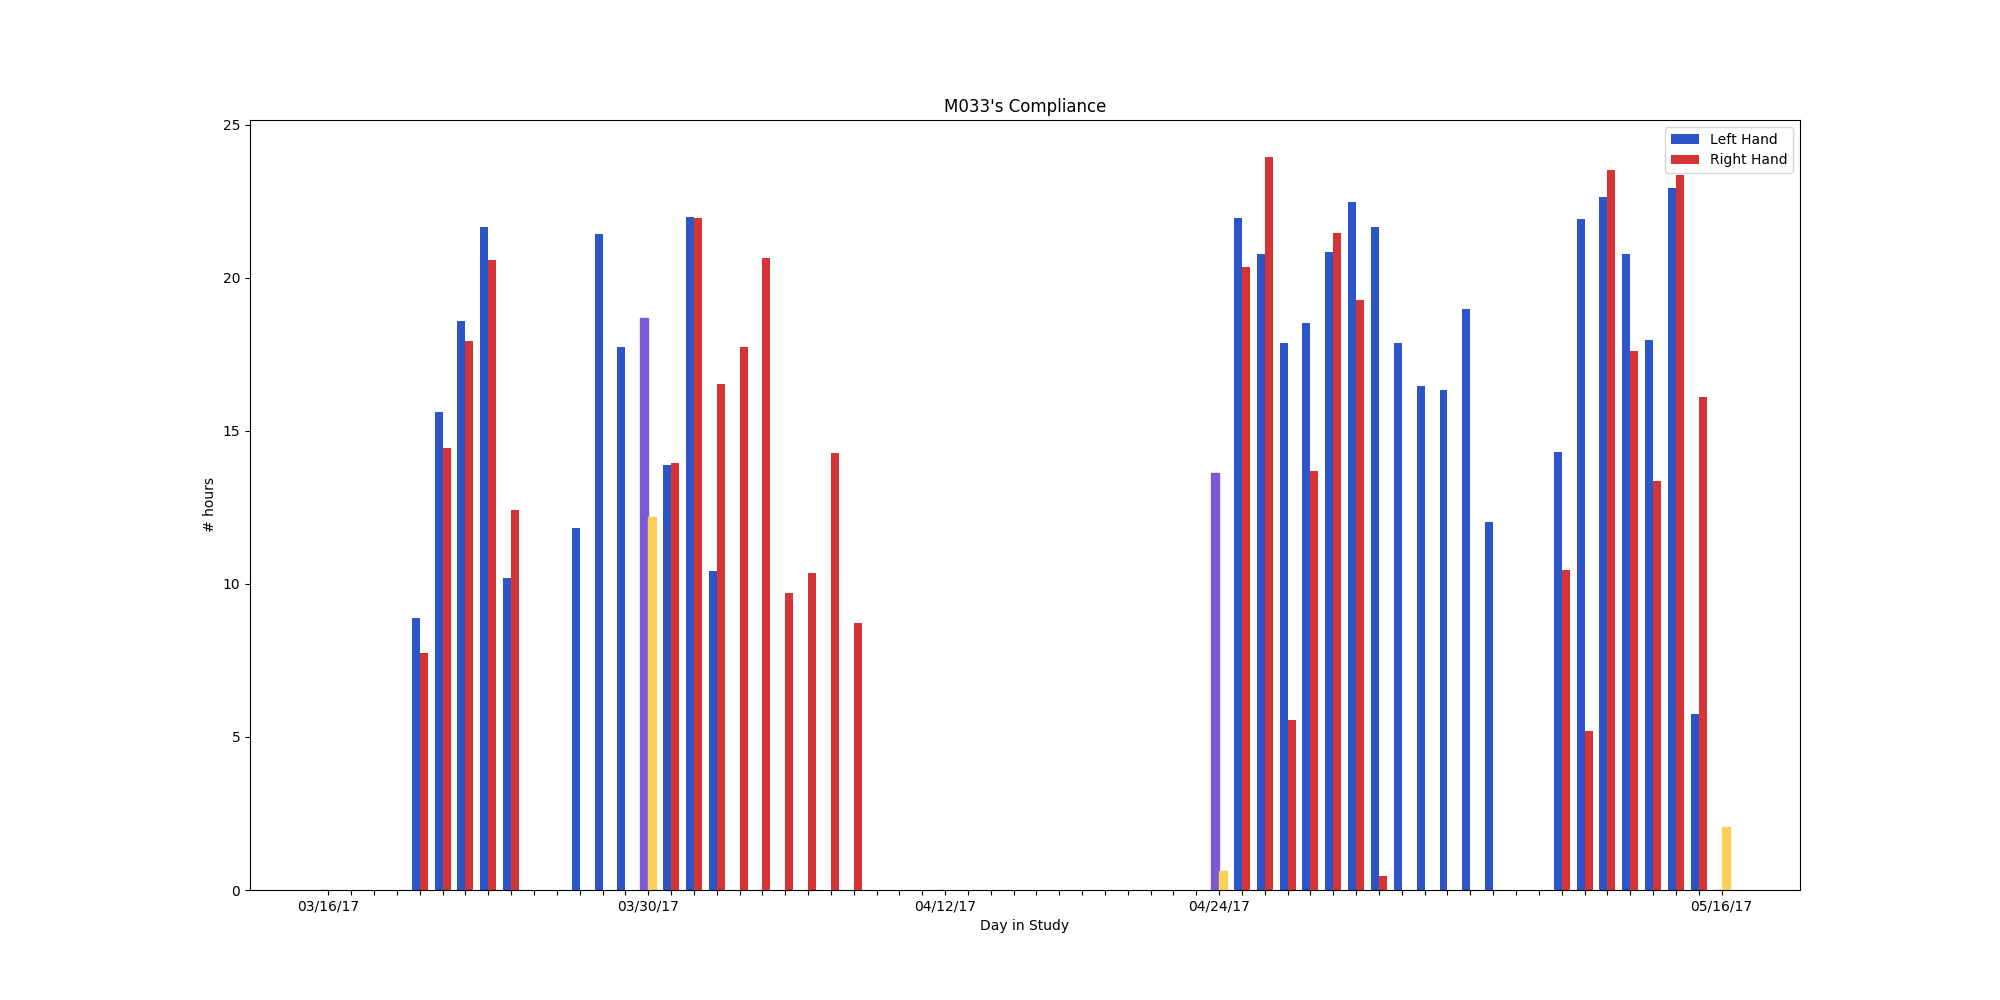 M033's Compliance
Left Hand
Right Hand
25
20
15
10
5
0
# hours
03/16/17 03/30/17 04/12/17 04/24/17 05/16/17
Day in Study